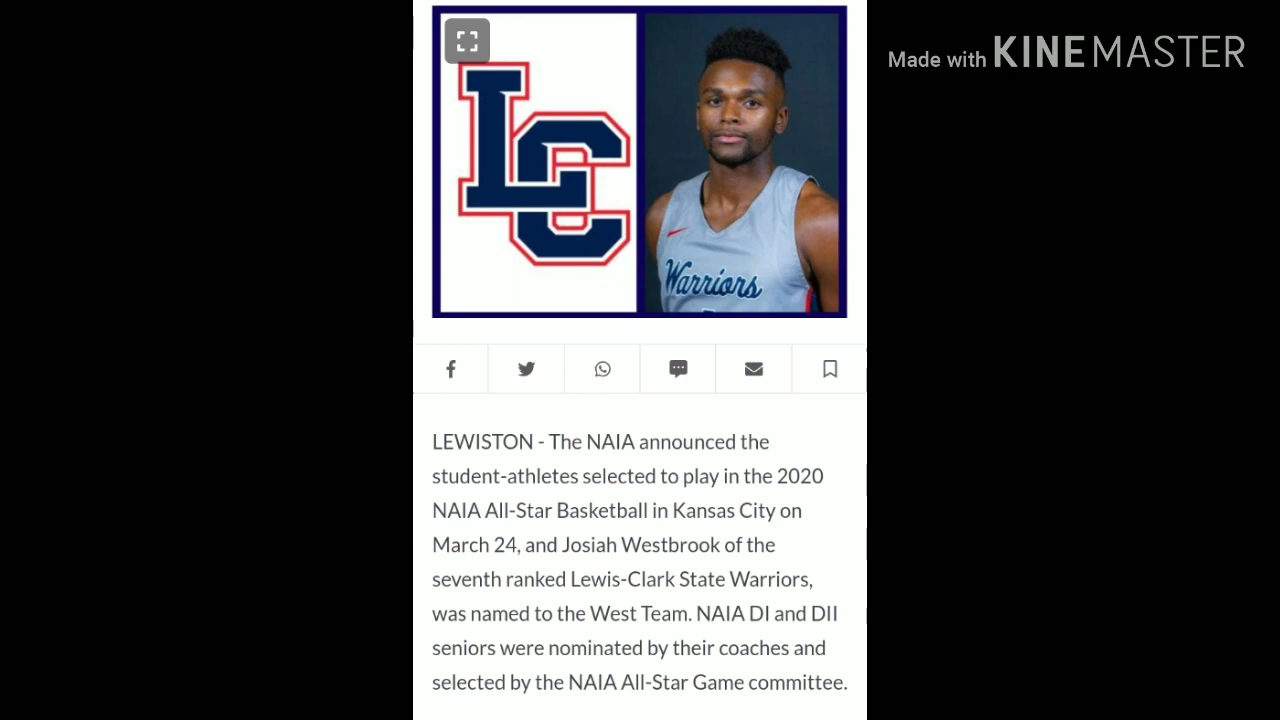 Made with KINEMASTER
LC
Warriors
LEWISTON - The NAIA announced the
student-athletes selected to play in the 2020
NAIA All-Star Basketball in Kansas City on
March 24, and Josiah Westbrook of the
seventh ranked Lewis-Clark State Warriors,
was named to the West Team. NAIA DI and DII
seniors were nominated by their coaches and
selected by the NAIA All-Star Game committee.